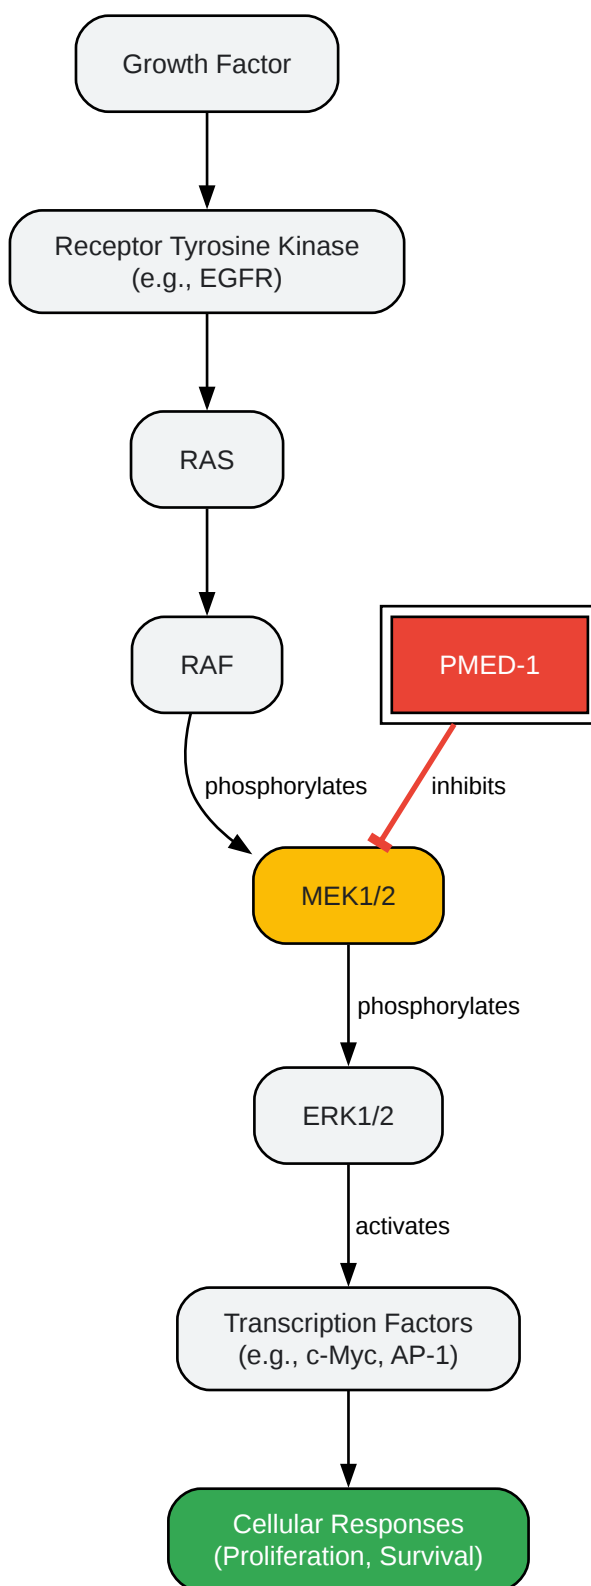 Growth Factor
Receptor Tyrosine Kinase
(e.g., EGFR)
RAS
RAF
PMED-1
phosphorylates
inhibits
MEK1/2
phosphorylates
ERK1/2
activates
Transcription Factors
(e.g., c-Myc, AP-1)
Cellular Responses
(Proliferation, Survival)